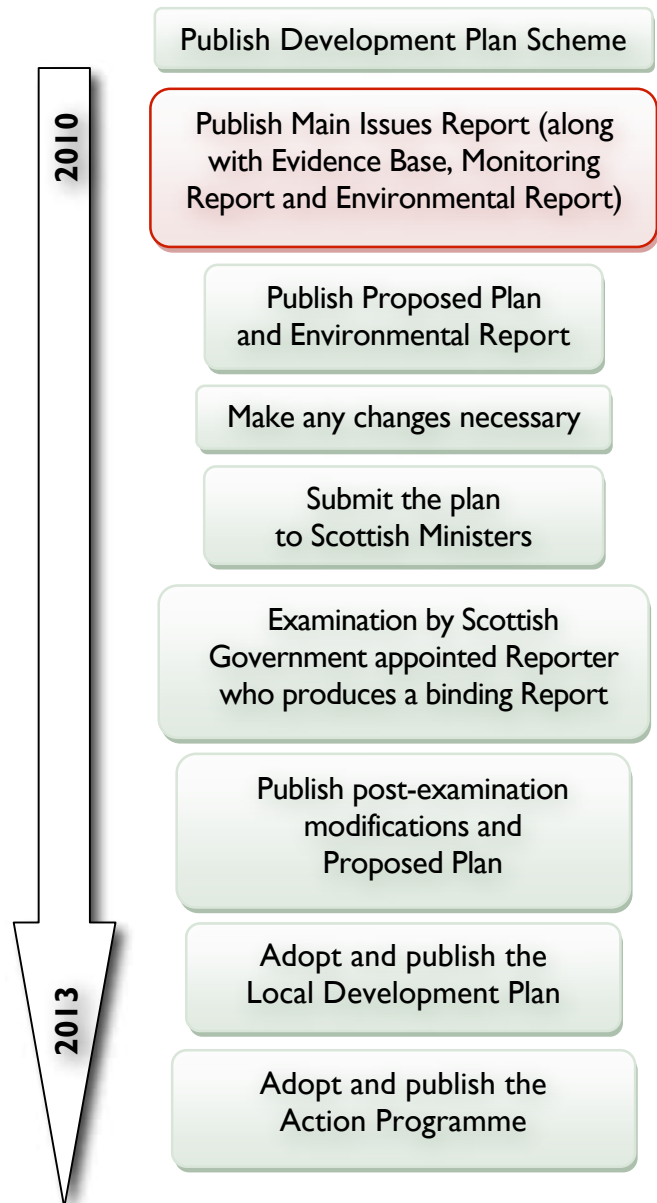 Publish Development Plan Scheme
2010
Publish Main Issues Report (along
with Evidence Base, Monitoring
Report and Environmental Report)
Publish Proposed Plan
and Environmental Report
Make any changes necessary
Submit the plan
to Scottish Ministers
Examination by Scottish
Government appointed Reporter
who produces a binding Report
Publish post-examination
modifications and
Proposed Plan
Adopt and publish the
Local Development Plan
2013
Adopt and publish the
Action Programme